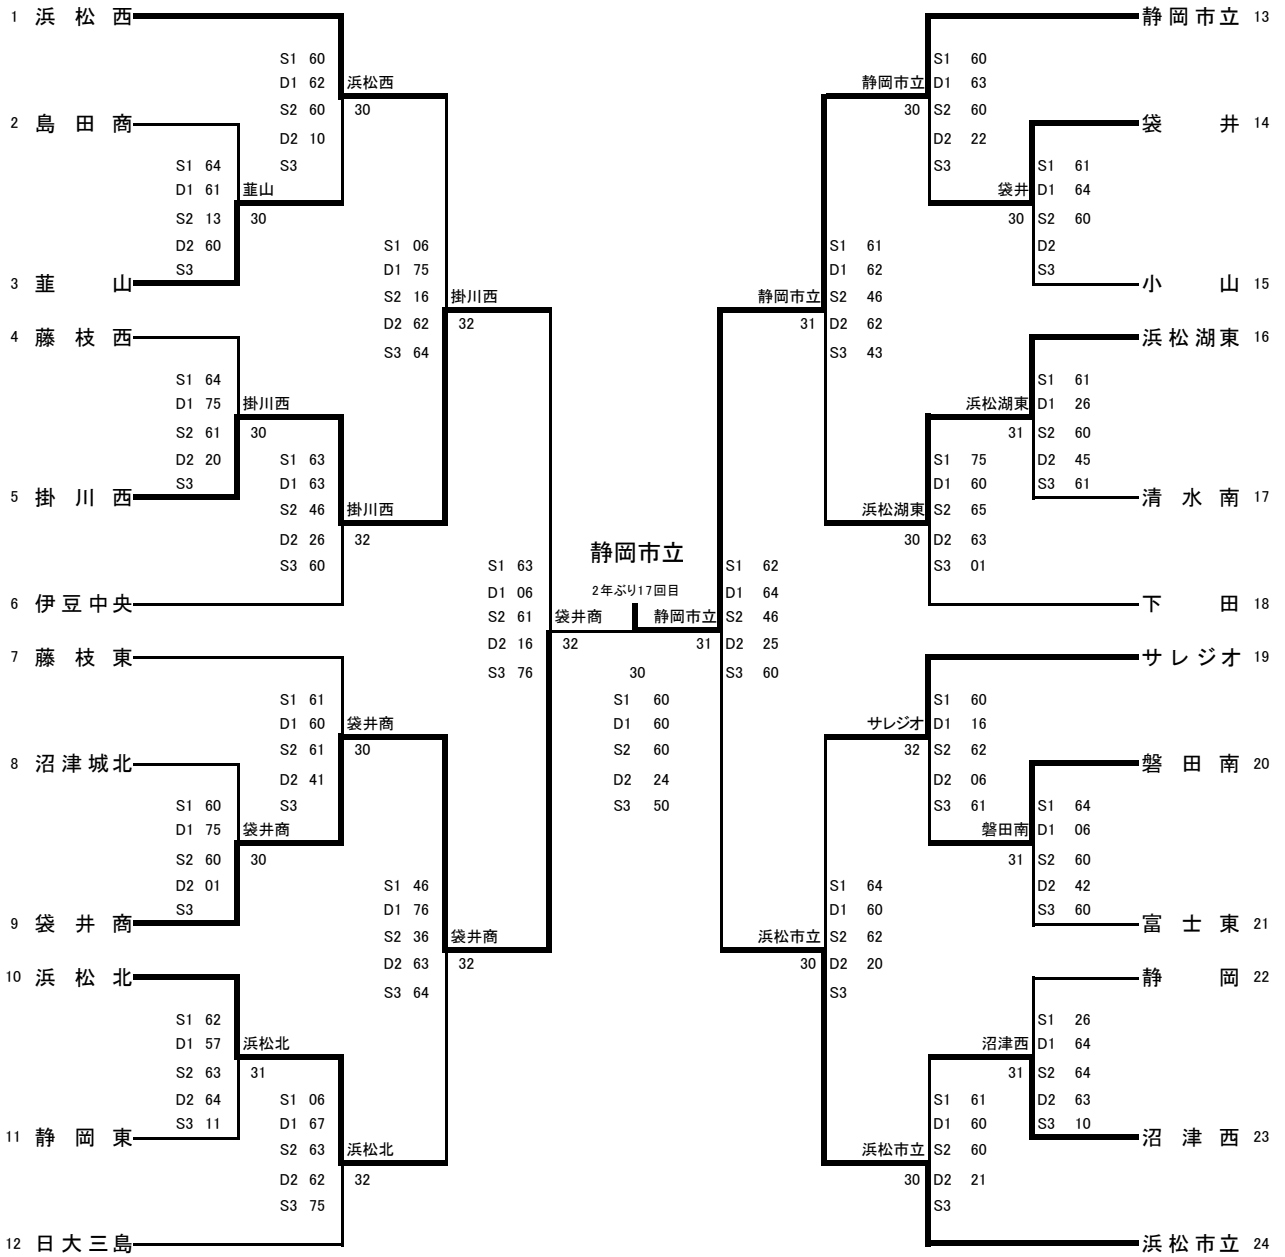 1 浜松西
S1 60
D1 62
S2 60
D2 10
S3
浜松西
30
2 島田商
S1 64
D1 61
S2 13
D2 60
S3
韮山
30
3 韮山
S1 06
D1 75
S2 16
D2 62
S3 64
掛川西
32
4 藤枝西
S1 64
D1 75
S2 61
D2 20
S3
掛川西
30
5 掛川西
S1 63
D1 63
S2 46
D2 26
S3 60
掛川西
32
6 伊豆中央
S1 63
D1 06
S2 61
D2 16
S3 76
袋井商
32
7 藤枝東
S1 61
D1 60
S2 61
D2 41
S3
袋井商
30
8 沼津城北
S1 60
D1 75
S2 60
D2 01
S3
袋井商
30
9 袋井商
S1 46
D1 76
S2 36
D2 63
S3 64
袋井商
32
10 浜松北
S1 62
D1 57
S2 63
D2 64
S3 11
浜松北
31
11 静岡東
S1 06
D1 67
S2 63
D2 62
S3 75
浜松北
32
12 日大三島
静岡市立
2年ぶり17回目
30
S1 60
D1 60
S2 60
D2 24
S3 50
静岡市立 13
S1 60
D1 63
S2 60
D2 22
S3
静岡市立
30
袋井 14
S1 61
D1 64
S2 60
D2
S3
袋井
30
小山 15
S1 61
D1 62
S2 46
D2 62
S3 43
静岡市立
31
浜松湖東 16
S1 61
D1 26
S2 60
D2 45
S3 61
浜松湖東
31
清水南 17
S1 75
D1 60
S2 65
D2 63
S3 01
浜松湖東
30
下田 18
S1 62
D1 64
S2 46
D2 25
S3 60
静岡市立
31
サレジオ 19
S1 60
D1 16
S2 62
D2 06
S3 61
サレジオ
32
磐田南 20
S1 64
D1 06
S2 60
D2 42
S3 60
磐田南
31
富士東 21
S1 64
D1 60
S2 62
D2 20
S3
浜松市立
30
静岡 22
S1 26
D1 64
S2 64
D2 63
S3 10
沼津西
31
沼津西 23
S1 61
D1 60
S2 60
D2 21
S3
浜松市立
30
浜松市立 24